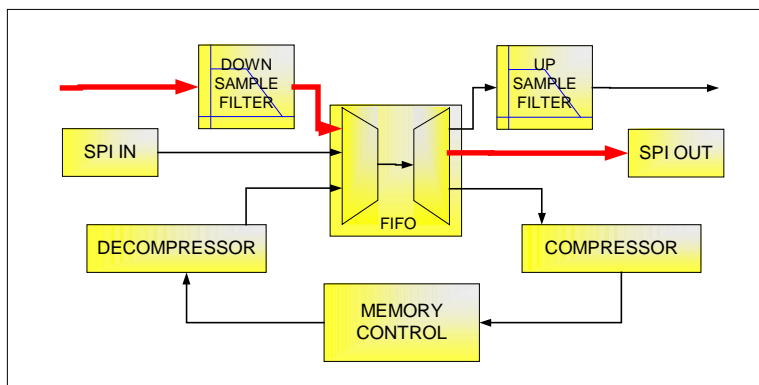 DOWN
SAMPLE
FILTER
UP
SAMPLE
FILTER
SPI IN
SPI OUT
FIFO
DECOMPRESSOR
COMPRESSOR
MEMORY
CONTROL